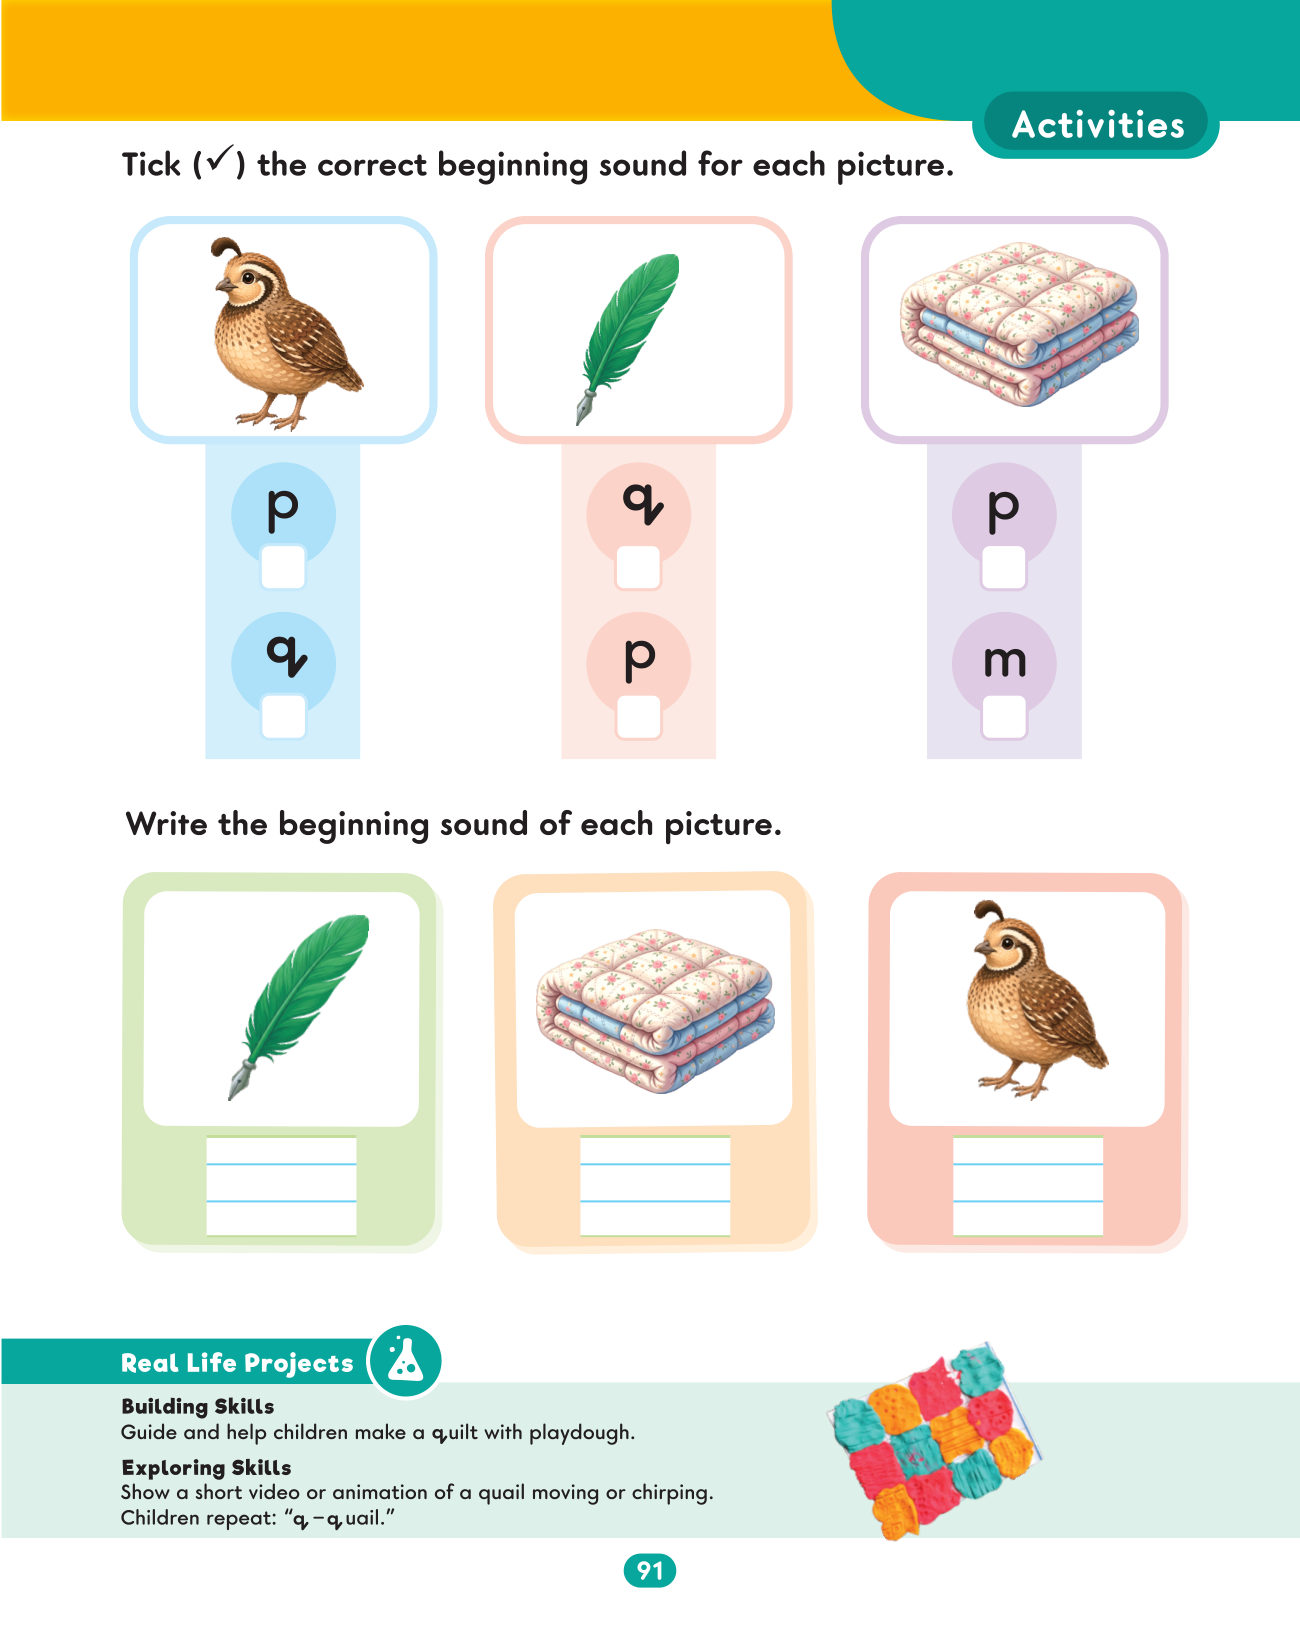 Activities
Tick (✓) the correct beginning sound for each picture.
p
q
p
q
p
m
Write the beginning sound of each picture.
Real Life Projects
Building Skills
Guide and help children make a quilt with playdough.
Exploring Skills
Show a short video or animation of a quail moving or chirping.
Children repeat: “q – quail.”
91